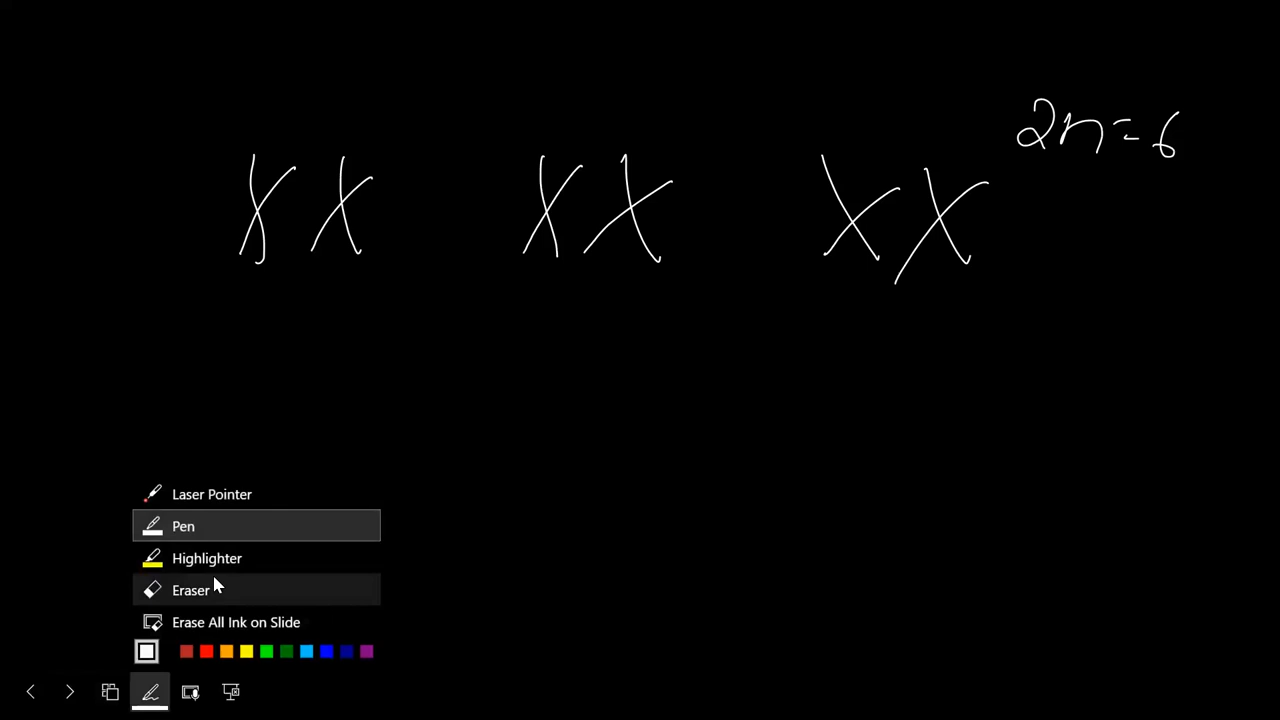 2n=6
X X X X X X
Laser Pointer
Pen
Highlighter
Eraser
Erase All Ink on Slide